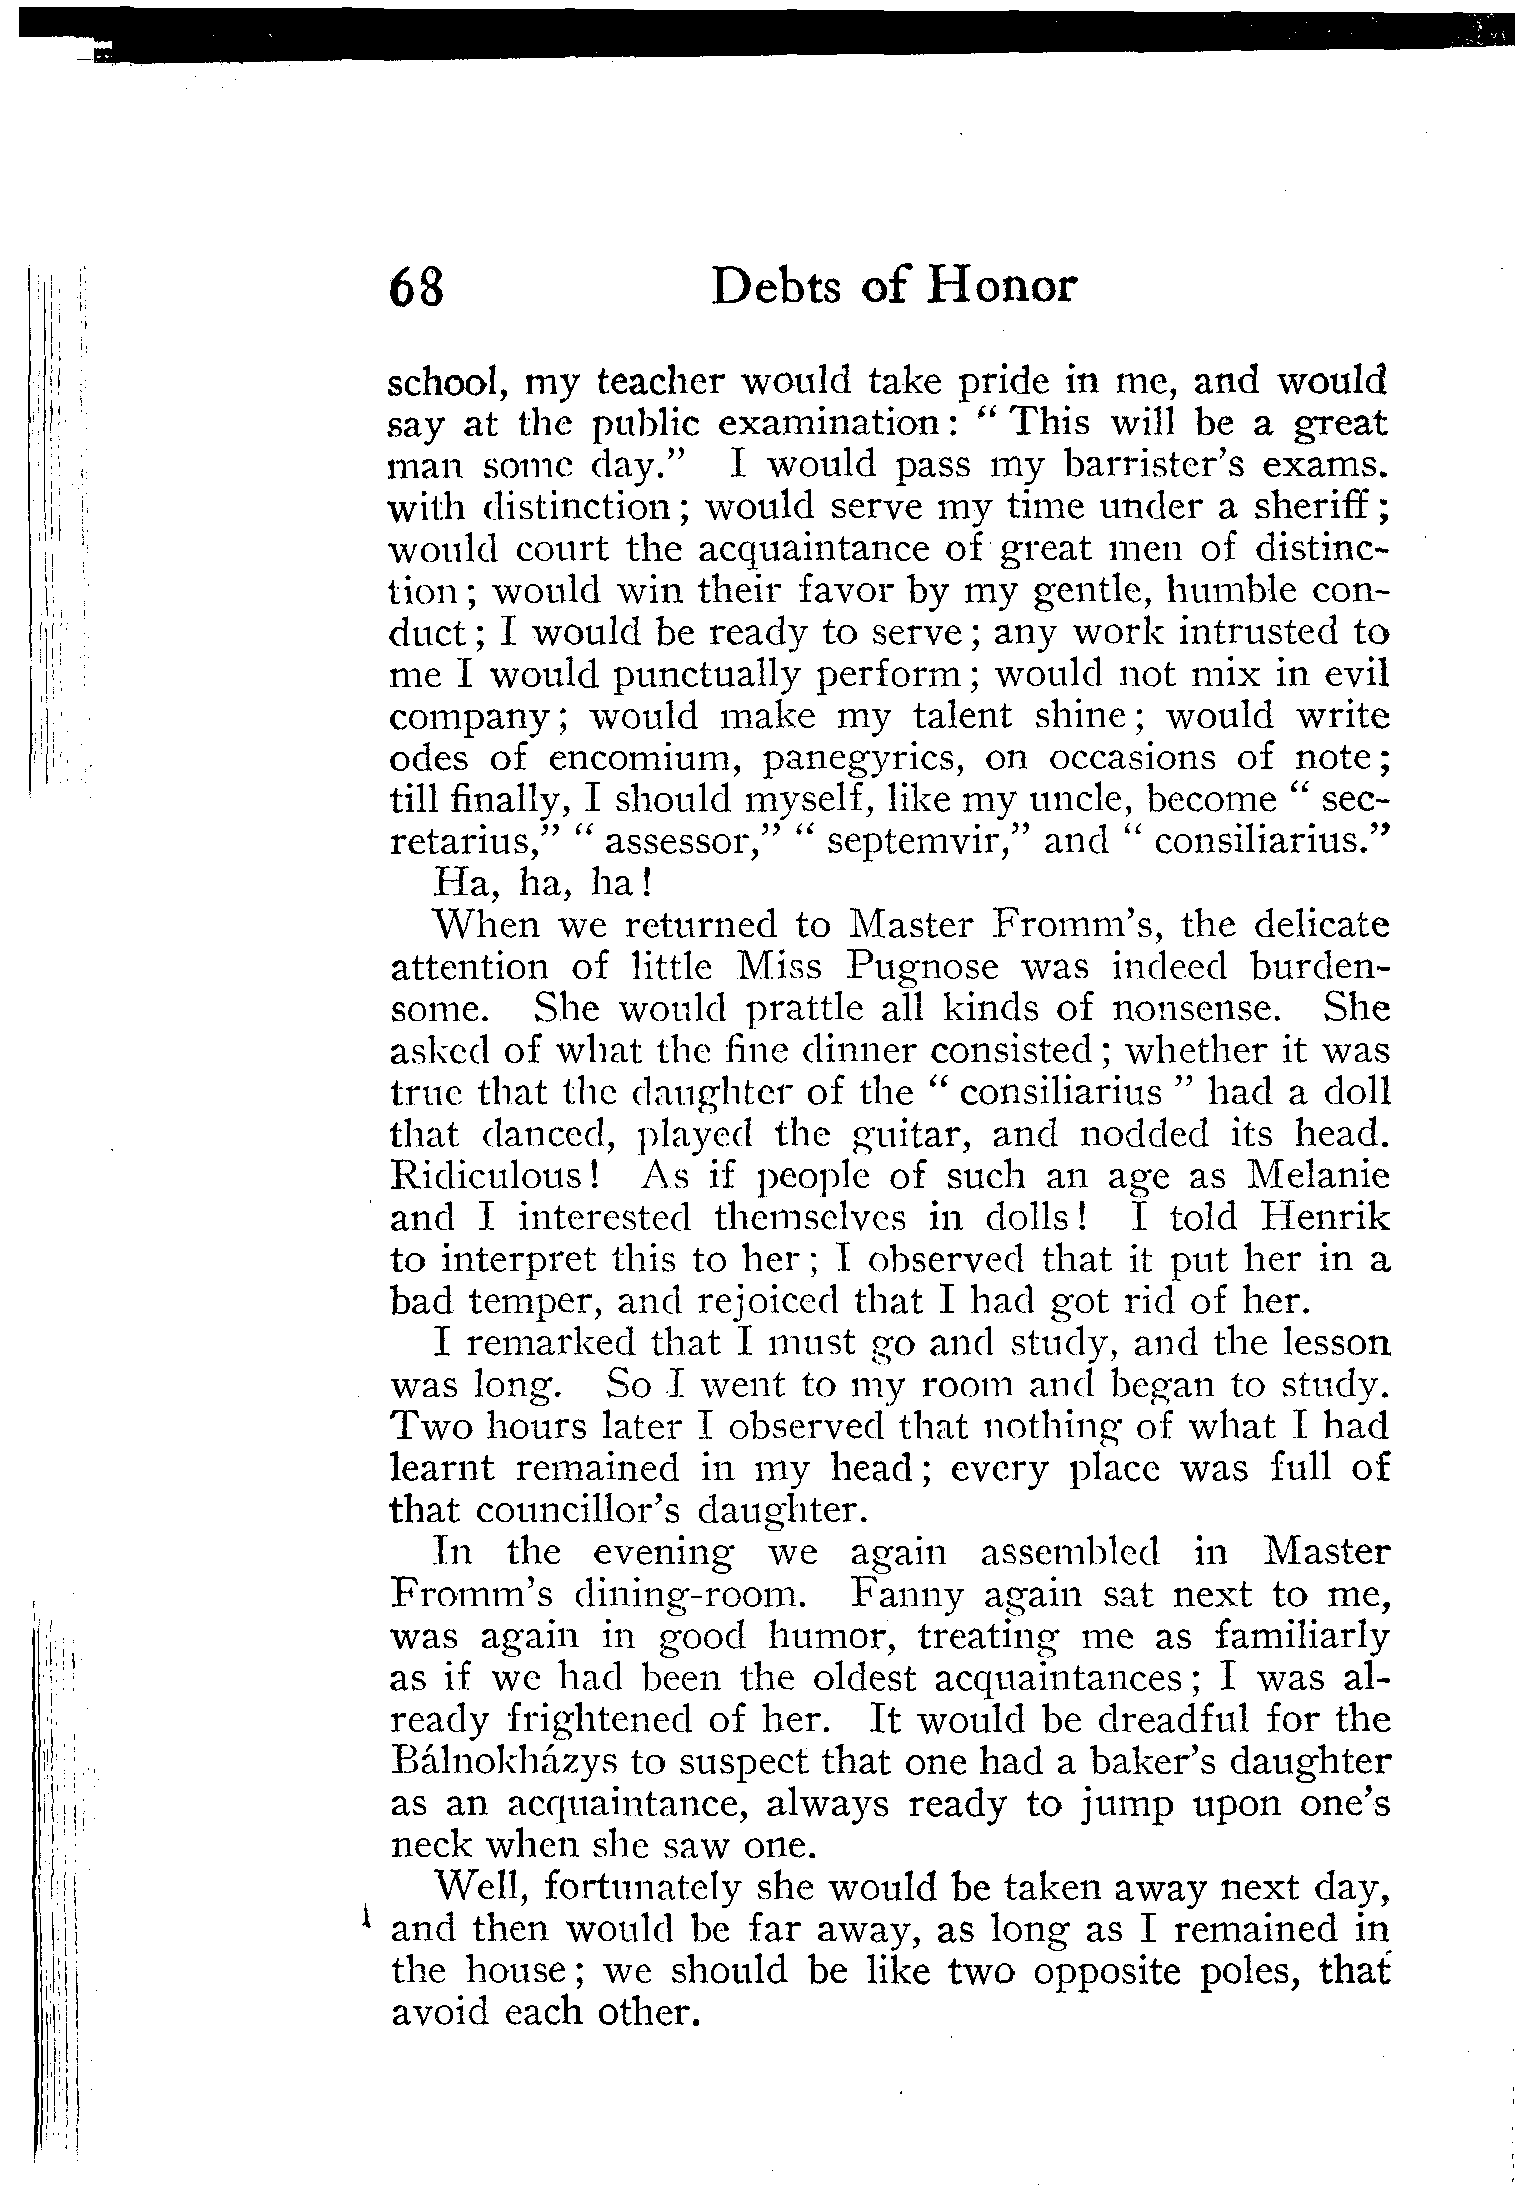 68 Debts of Honor
school, my teacher would take pride in me, and would
say at the public examination: “ This will be a great
man some day.” I would pass my barrister’s exams.
with distinction; would serve my time under a sheriff;
would court the acquaintance of great men of distinc-
tion; would win their favor by my gentle, humble con-
duct; I would be ready to serve; any work intrusted to
me I would punctually perform; would not mix in evil
company; would make my talent shine; would write
odes of encomium, panegyrics, on occasions of note;
till finally, I should myself, like my uncle, become “ sec-
retarius,” “ assessor,” “ septemvir,” and “ consiliarius.”
Ha, ha, ha!
When we returned to Master Fromm’s, the delicate
attention of little Miss Pugnose was indeed burden-
some. She would prattle all kinds of nonsense. She
asked of what the fine dinner consisted; whether it was
true that the daughter of the “ consiliarius ” had a doll
that danced, played the guitar, and nodded its head.
Ridiculous! As if people of such an age as Melanie
and I interested themselves in dolls! I told Henrik
to interpret this to her; I observed that it put her in a
bad temper, and rejoiced that I had got rid of her.
I remarked that I must go and study, and the lesson
was long. So I went to my room and began to study.
Two hours later I observed that nothing of what I had
learnt remained in my head; every place was full of
that councillor’s daughter.
In the evening we again assembled in Master
Fromm’s dining-room. Fanny again sat next to me,
was again in good humor, treating me as familiarly
as if we had been the oldest acquaintances; I was al-
ready frightened of her. It would be dreadful for the
Bálnokházys to suspect that one had a baker’s daughter
as an acquaintance, always ready to jump upon one’s
neck when she saw one.
Well, fortunately she would be taken away next day,
and then would be far away, as long as I remained in
the house; we should be like two opposite poles, that
avoid each other.